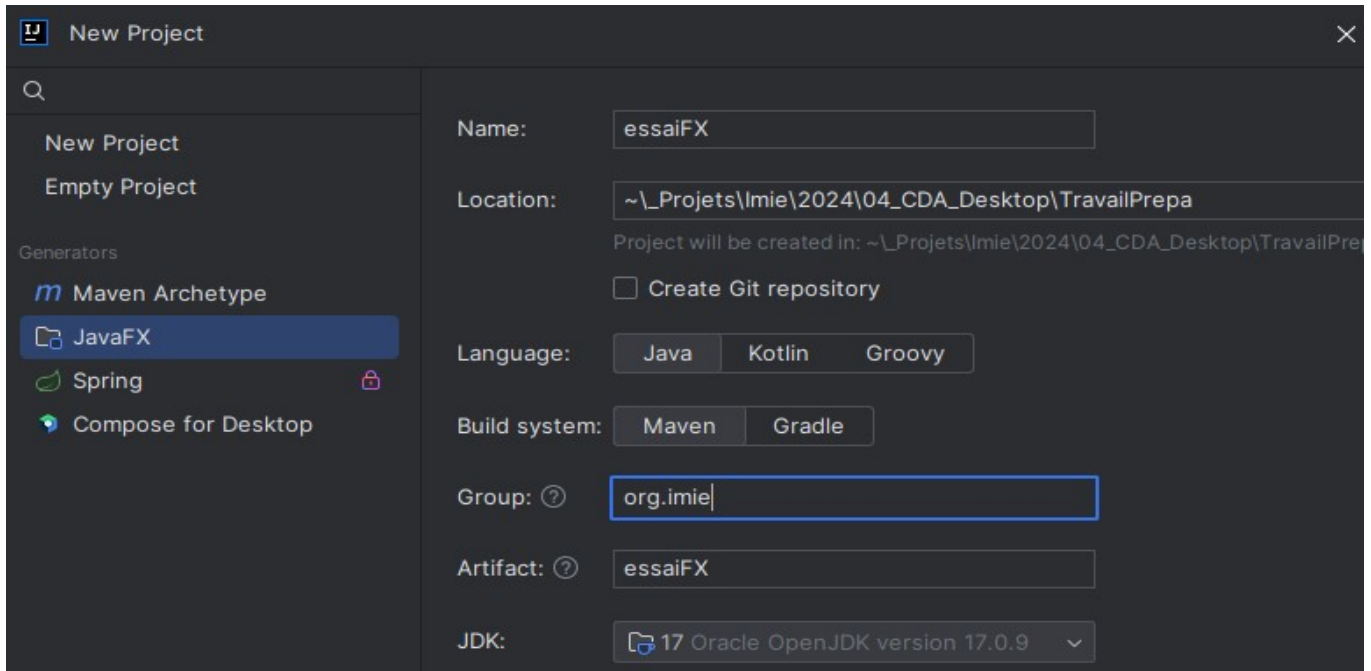 IJ New Project
New Project
Empty Project
Generators
m Maven Archetype
JavaFX
Spring
Compose for Desktop
Name: essaiFX
Location: ~\_Projets\Imie\2024\04_CDA_Desktop\TravailPrepa
Project will be created in: ~\_Projets\Imie\2024\04_CDA_Desktop\TravailPre
Create Git repository
Language: Java Kotlin Groovy
Build system: Maven Gradle
Group: ? org.imie
Artifact: ? essaiFX
JDK: 17 Oracle OpenJDK version 17.0.9